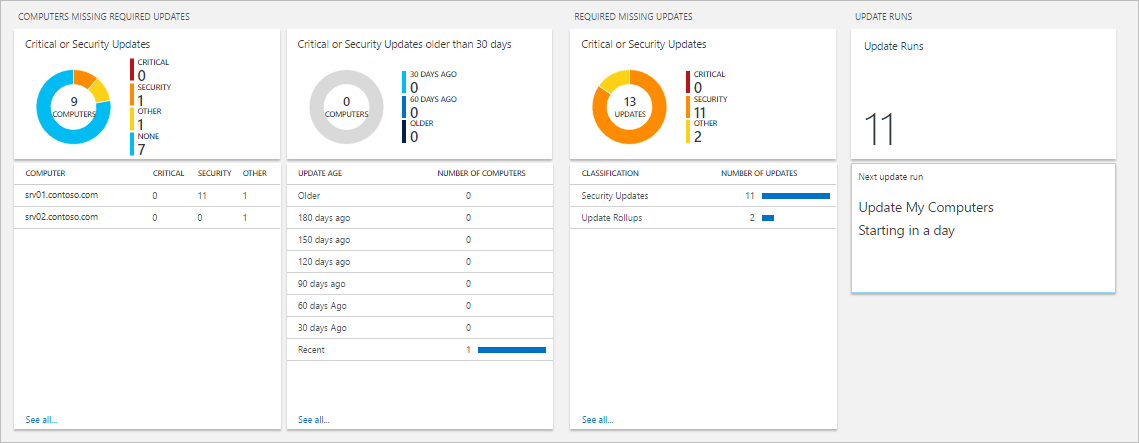 COMPUTERS MISSING REQUIRED UPDATES
Critical or Security Updates
9
COMPUTERS
CRITICAL
0
SECURITY
1
OTHER
1
NONE
7
COMPUTER CRITICAL SECURITY OTHER
srv01.contoso.com 0 11 1
srv02.contoso.com 0 0 1
See all...
Critical or Security Updates older than 30 days
0
COMPUTERS
30 DAYS AGO
0
60 DAYS AGO
0
OLDER
0
UPDATE AGE NUMBER OF COMPUTERS
Older 0
180 days ago 0
150 days ago 0
120 days ago 0
90 days ago 0
60 days Ago 0
30 days Ago 0
Recent 1
See all...
REQUIRED MISSING UPDATES
Critical or Security Updates
13
UPDATES
CRITICAL
0
SECURITY
11
OTHER
2
CLASSIFICATION NUMBER OF UPDATES
Security Updates 11
Update Rollups 2
See all...
UPDATE RUNS
Update Runs
11
Next update run
Update My Computers
Starting in a day